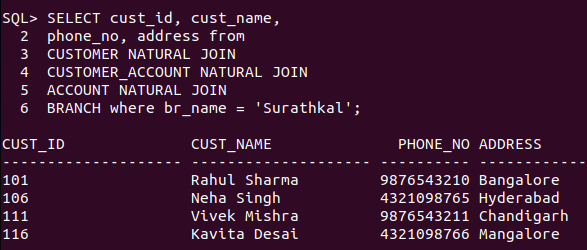 SQL> SELECT cust_id, cust_name,
  2  phone_no, address from
  3  CUSTOMER NATURAL JOIN
  4  CUSTOMER_ACCOUNT NATURAL JOIN
  5  ACCOUNT NATURAL JOIN
  6  BRANCH where br_name = 'Surathkal';
CUST_ID              CUST_NAME              PHONE_NO ADDRESS
-------------------- -------------------- ---------- ------------
101                  Rahul Sharma         9876543210 Bangalore
106                  Neha Singh           4321098765 Hyderabad
111                  Vivek Mishra         9876543211 Chandigarh
116                  Kavita Desai         4321098766 Mangalore